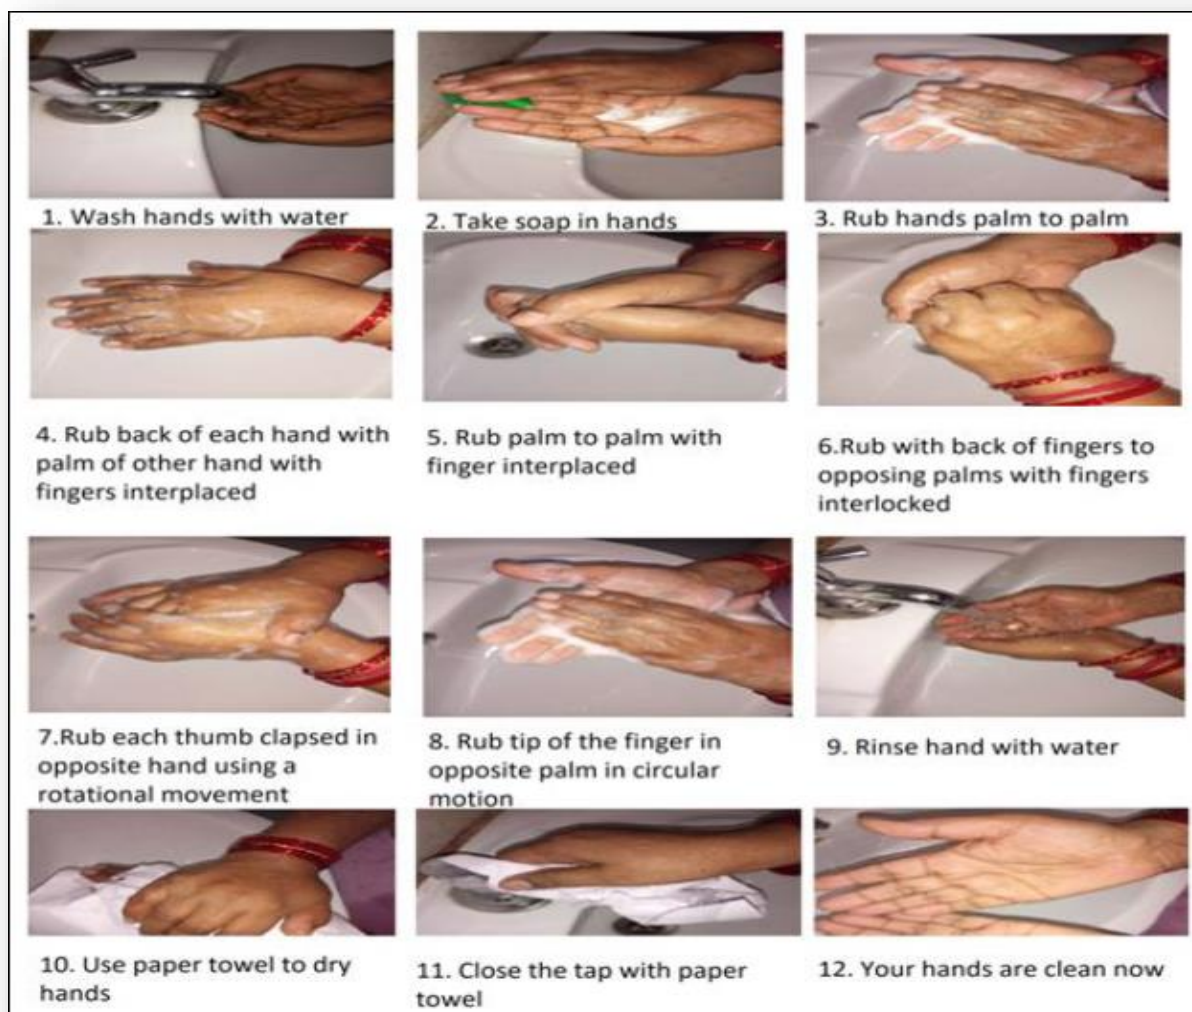 1. Wash hands with water
2. Take soap in hands
3. Rub hands palm to palm
4. Rub back of each hand with
palm of other hand with
fingers interplaced
5. Rub palm to palm with
finger interplaced
6.Rub with back of fingers to
opposing palms with fingers
interlocked
7.Rub each thumb clapsed in
opposite hand using a
rotational movement
8. Rub tip of the finger in
opposite palm in circular
motion
9. Rinse hand with water
10. Use paper towel to dry
hands
11. Close the tap with paper
towel
12. Your hands are clean now